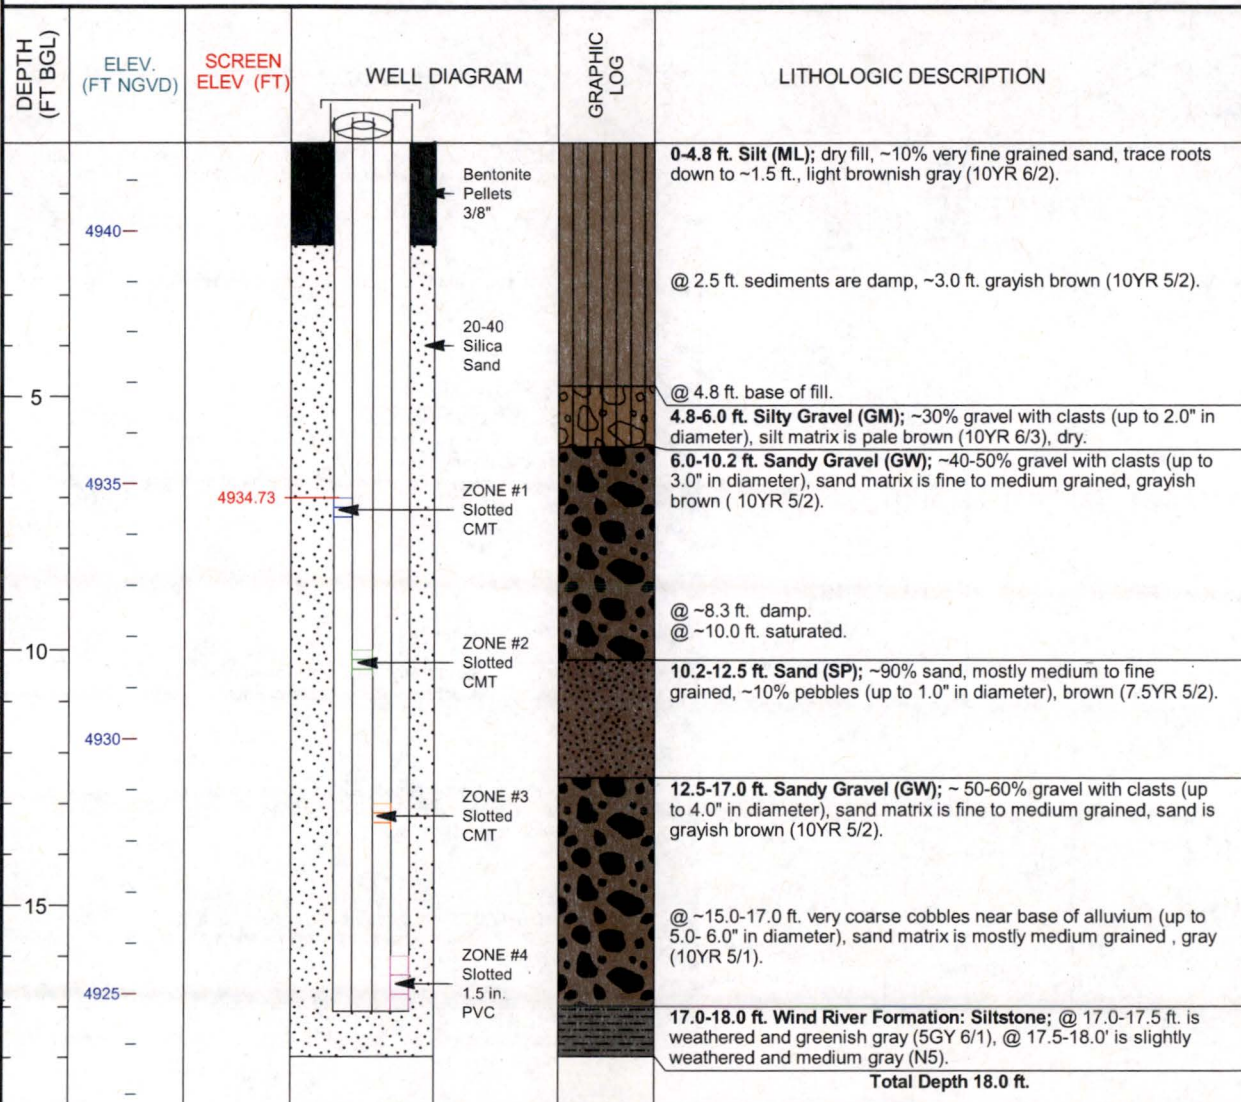 DEPTH
(FT BGL)
ELEV.
(FT NGVD)
SCREEN
ELEV (FT)
WELL DIAGRAM
GRAPHIC
LOG
LITHOLOGIC DESCRIPTION
5
10
15
4940
4935
4930
4925
4934.73
Bentonite
Pellets
3/8"
20-40
Silica
Sand
ZONE #1
Slotted
CMT
ZONE #2
Slotted
CMT
ZONE #3
Slotted
CMT
ZONE #4
Slotted
1.5 in.
PVC
0-4.8 ft. Silt (ML); dry fill, ~10% very fine grained sand, trace roots
down to ~1.5 ft., light brownish gray (10YR 6/2).
@ 2.5 ft. sediments are damp, ~3.0 ft. grayish brown (10YR 5/2).
@ 4.8 ft. base of fill.
4.8-6.0 ft. Silty Gravel (GM); ~30% gravel with clasts (up to 2.0" in
diameter), silt matrix is pale brown (10YR 6/3), dry.
6.0-10.2 ft. Sandy Gravel (GW); ~40-50% gravel with clasts (up to
3.0" in diameter), sand matrix is fine to medium grained, grayish
brown ( 10YR 5/2).
@ ~8.3 ft. damp.
@ ~10.0 ft. saturated.
10.2-12.5 ft. Sand (SP); ~90% sand, mostly medium to fine
grained, ~10% pebbles (up to 1.0" in diameter), brown (7.5YR 5/2).
12.5-17.0 ft. Sandy Gravel (GW); ~ 50-60% gravel with clasts (up
to 4.0" in diameter), sand matrix is fine to medium grained, sand is
grayish brown (10YR 5/2).
@ ~15.0-17.0 ft. very coarse cobbles near base of alluvium (up to
5.0- 6.0" in diameter), sand matrix is mostly medium grained , gray
(10YR 5/1).
17.0-18.0 ft. Wind River Formation: Siltstone; @ 17.0-17.5 ft. is
weathered and greenish gray (5GY 6/1), @ 17.5-18.0' is slightly
weathered and medium gray (N5).
Total Depth 18.0 ft.